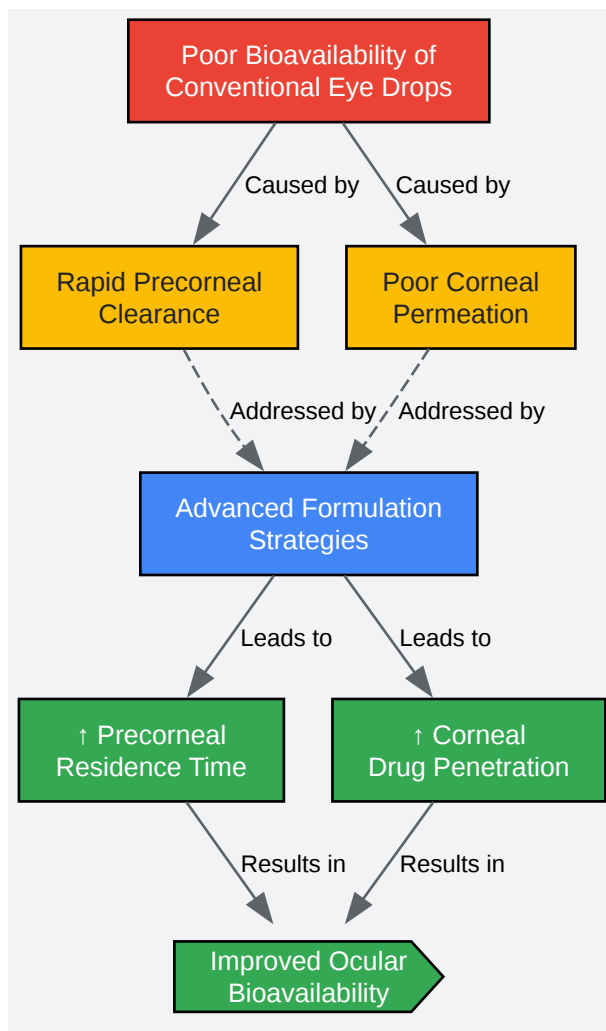 Poor Bioavailability of
Conventional Eye Drops
Caused by
Caused by
Rapid Precorneal
Clearance
Poor Corneal
Permeation
Addressed by
Addressed by
Advanced Formulation
Strategies
Leads to
Leads to
↑ Precorneal
Residence Time
↑ Corneal
Drug Penetration
Results in
Results in
Improved Ocular
Bioavailability